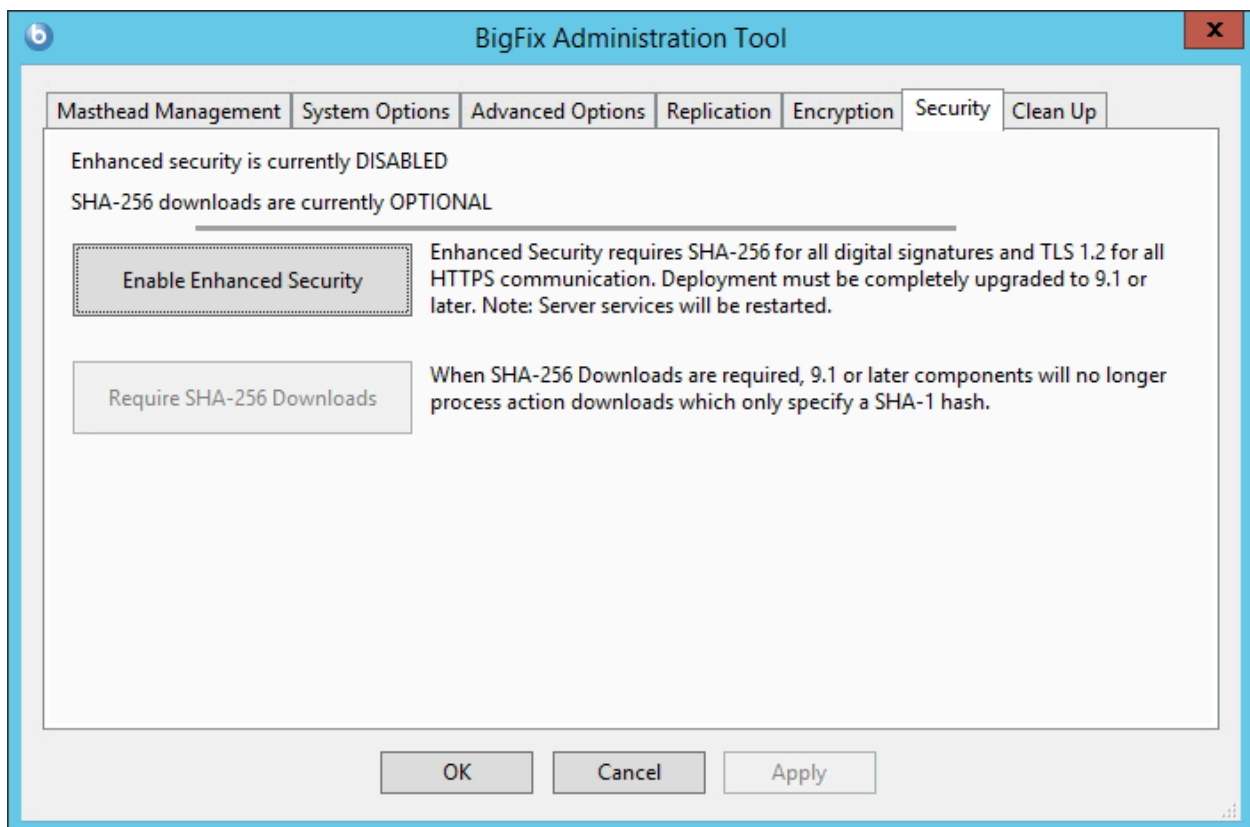 BigFix Administration Tool
Masthead Management System Options Advanced Options Replication Encryption Security Clean Up
Enhanced security is currently DISABLED
SHA-256 downloads are currently OPTIONAL
Enable Enhanced Security
Enhanced Security requires SHA-256 for all digital signatures and TLS 1.2 for all
HTTPS communication. Deployment must be completely upgraded to 9.1 or
later. Note: Server services will be restarted.
Require SHA-256 Downloads
When SHA-256 Downloads are required, 9.1 or later components will no longer
process action downloads which only specify a SHA-1 hash.
OK Cancel Apply